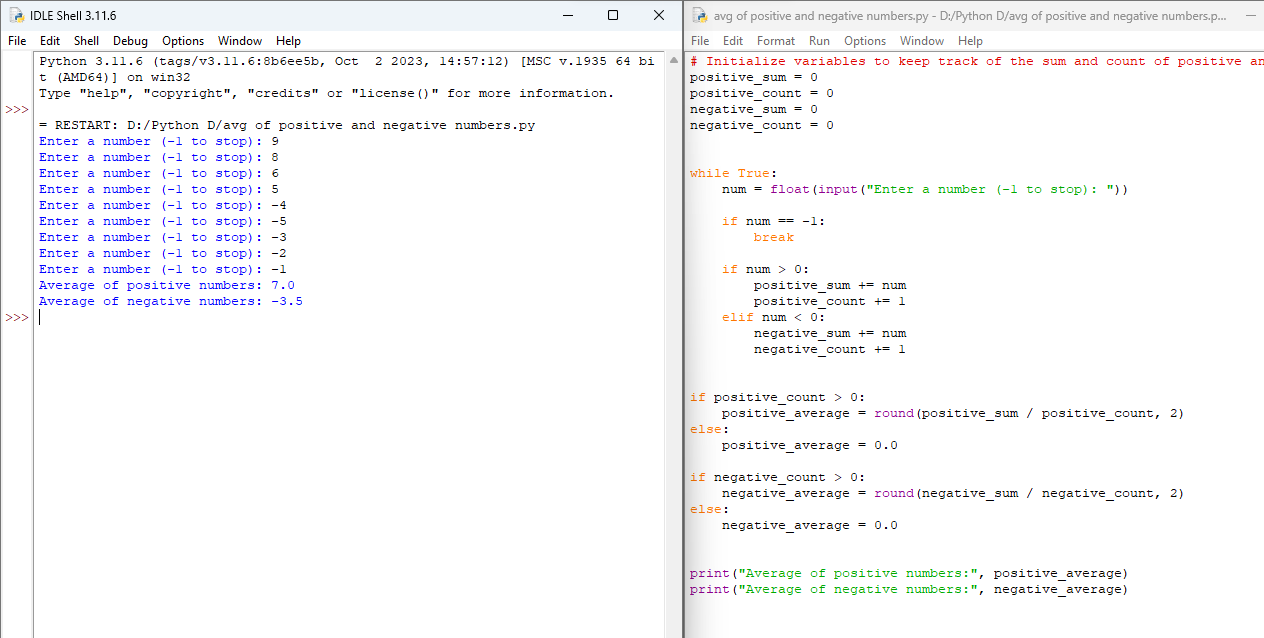 IDLE Shell 3.11.6
File Edit Shell Debug Options Window Help
Python 3.11.6 (tags/v3.11.6:8b6ee5b, Oct  2 2023, 14:57:12) [MSC v.1935 64 bi
t (AMD64)] on win32
Type "help", "copyright", "credits" or "license()" for more information.
>>>
= RESTART: D:/Python D/avg of positive and negative numbers.py
Enter a number (-1 to stop): 9
Enter a number (-1 to stop): 8
Enter a number (-1 to stop): 6
Enter a number (-1 to stop): 5
Enter a number (-1 to stop): -4
Enter a number (-1 to stop): -5
Enter a number (-1 to stop): -3
Enter a number (-1 to stop): -2
Enter a number (-1 to stop): -1
Average of positive numbers: 7.0
Average of negative numbers: -3.5
>>>
avg of positive and negative numbers.py - D:/Python D/avg of positive and negative numbers.p...
File Edit Format Run Options Window Help
# Initialize variables to keep track of the sum and count of positive an
positive_sum = 0
positive_count = 0
negative_sum = 0
negative_count = 0
while True:
    num = float(input("Enter a number (-1 to stop): "))
    if num == -1:
        break
    if num > 0:
        positive_sum += num
        positive_count += 1
    elif num < 0:
        negative_sum += num
        negative_count += 1
if positive_count > 0:
    positive_average = round(positive_sum / positive_count, 2)
else:
    positive_average = 0.0
if negative_count > 0:
    negative_average = round(negative_sum / negative_count, 2)
else:
    negative_average = 0.0
print("Average of positive numbers:", positive_average)
print("Average of negative numbers:", negative_average)